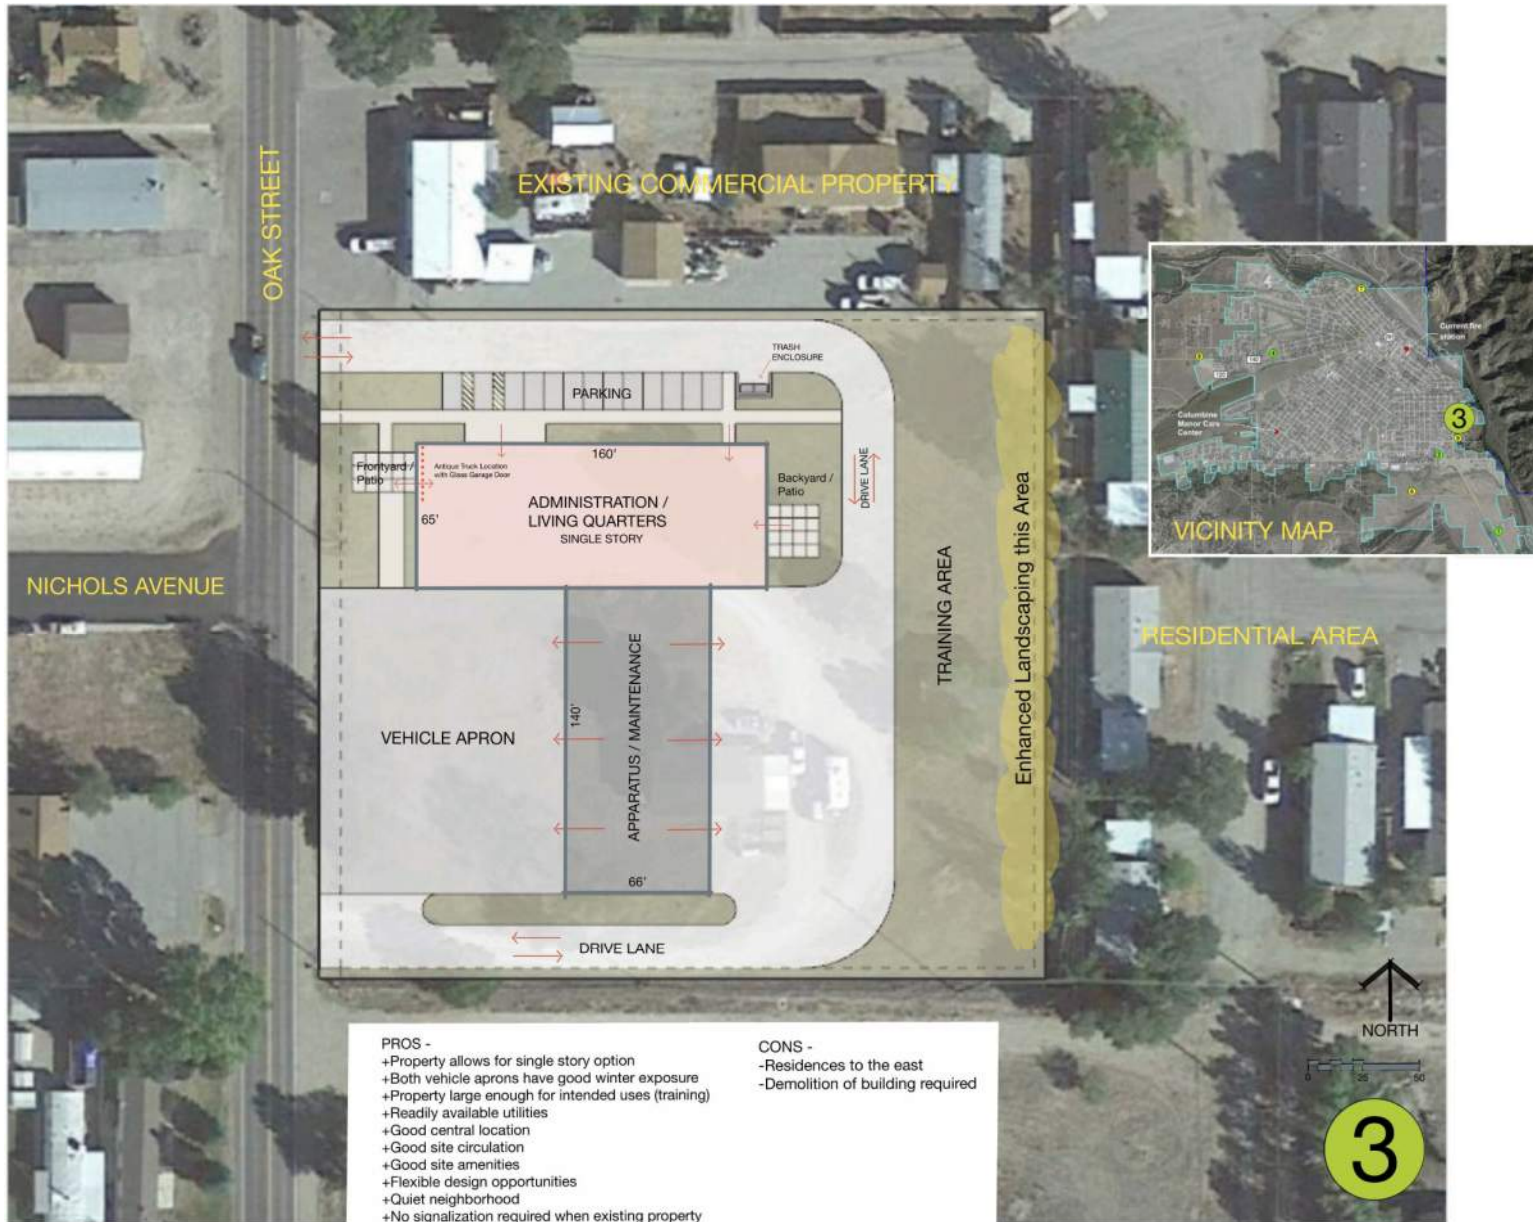 OAK STREET
EXISTING COMMERCIAL PROPERTY
TRASH
ENCLOSURE
PARKING
Frontyard /
Patio
Antique Truck Location
with Glass Garage Door
160'
65'
ADMINISTRATION /
LIVING QUARTERS
SINGLE STORY
Backyard /
Patio
DRIVE LANE
TRAINING AREA
Enhanced Landscaping this Area
Current fire
station
Columbine
Manor Care
Center
3
VICINITY MAP
NICHOLS AVENUE
RESIDENTIAL AREA
VEHICLE APRON
140'
APPARATUS / MAINTENANCE
66'
DRIVE LANE
NORTH
0 25 50
3
PROS -
+Property allows for single story option
+Both vehicle aprons have good winter exposure
+Property large enough for intended uses (training)
+Readily available utilities
+Good central location
+Good site circulation
+Good site amenities
+Flexible design opportunities
+Quiet neighborhood
+No signalization required when existing property
CONS -
-Residences to the east
-Demolition of building required